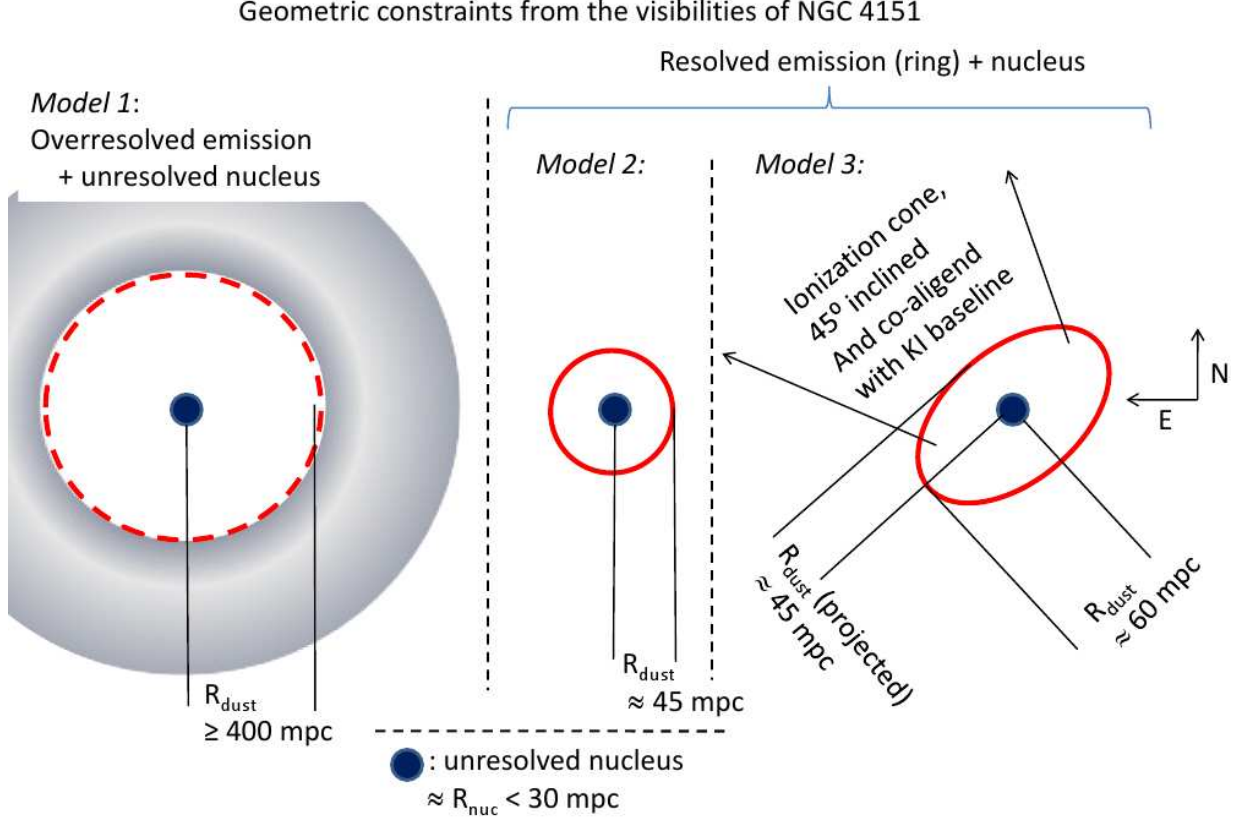 Geometric constraints from the visibilities of NGC 4151
Resolved emission (ring) + nucleus
Model 1:
Overresolved emission
+ unresolved nucleus
Model 2:
Model 3:
Ionization cone,
45º inclined
And co-aligend
with KI baseline
N
E
R_dust (projected)
≈ 45 mpc
R_dust
≈ 60 mpc
R_dust
≈ 45 mpc
R_dust
≥ 400 mpc
: unresolved nucleus
≈ R_nuc < 30 mpc